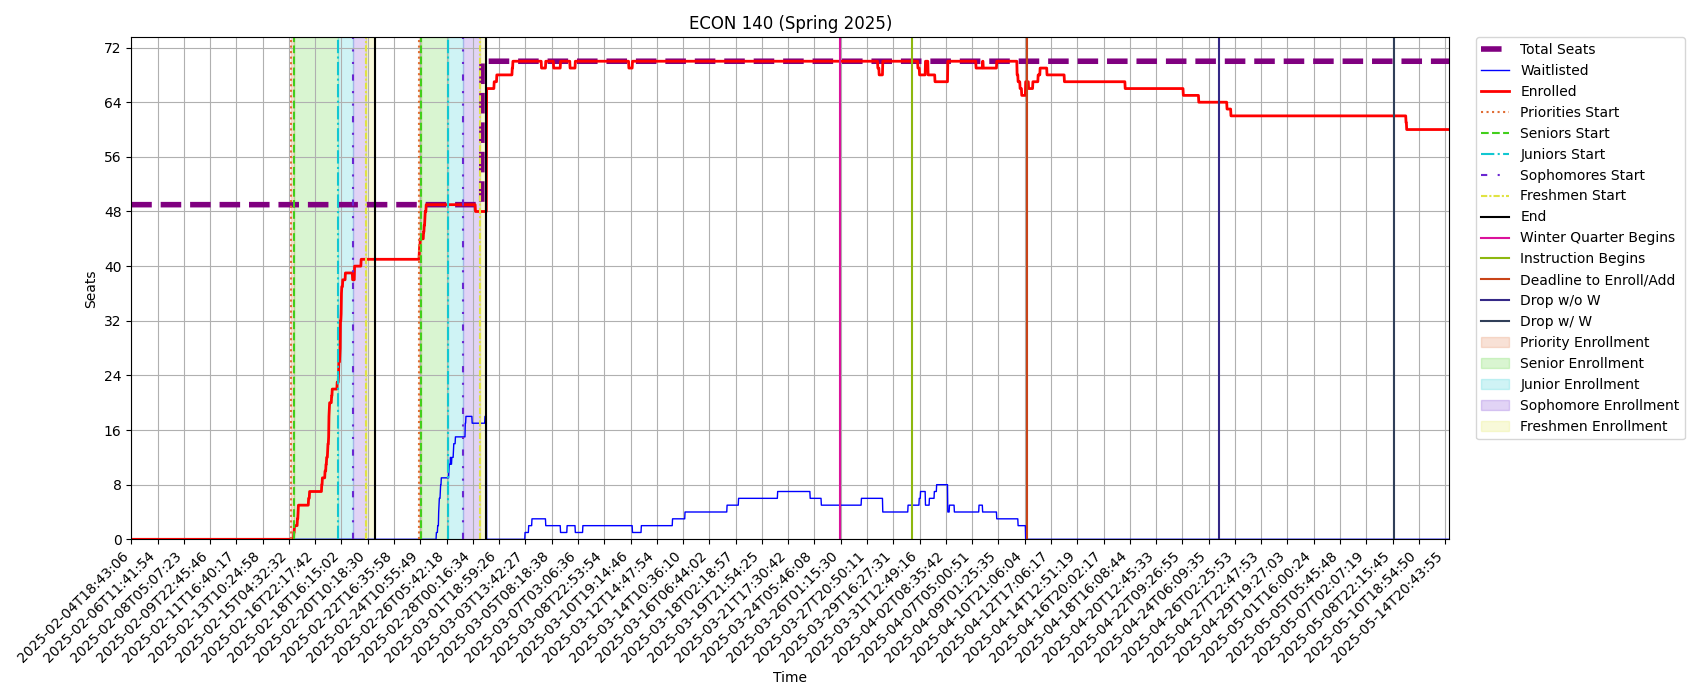 ECON 140 (Spring 2025)
72
64
56
48
40
32
24
16
8
0
Seats
2025-02-04T18:43:06
2025-02-06T11:41:54
2025-02-08T05:07:23
2025-02-09T22:45:46
2025-02-11T16:40:17
2025-02-13T10:24:58
2025-02-15T04:32:32
2025-02-16T22:17:42
2025-02-18T16:15:02
2025-02-20T10:18:30
2025-02-22T16:35:58
2025-02-24T10:55:49
2025-02-26T05:42:18
2025-02-28T00:16:34
2025-03-01T18:59:26
2025-03-03T13:42:27
2025-03-05T08:18:38
2025-03-07T03:06:36
2025-03-08T22:53:54
2025-03-10T19:14:46
2025-03-12T14:47:54
2025-03-14T10:36:10
2025-03-16T06:44:02
2025-03-18T02:18:57
2025-03-19T21:54:25
2025-03-21T17:30:42
2025-03-24T05:46:08
2025-03-26T01:15:30
2025-03-27T20:50:11
2025-03-29T16:27:31
2025-03-31T12:49:16
2025-04-02T08:35:42
2025-04-07T05:00:51
2025-04-09T01:25:35
2025-04-10T21:06:04
2025-04-12T17:06:17
2025-04-14T12:51:19
2025-04-16T20:02:17
2025-04-18T16:08:44
2025-04-20T12:45:33
2025-04-22T09:26:55
2025-04-24T06:09:35
2025-04-26T02:25:53
2025-04-27T22:47:53
2025-04-29T19:27:03
2025-05-01T16:00:24
2025-05-05T05:45:48
2025-05-07T02:07:19
2025-05-08T22:15:45
2025-05-10T18:54:50
2025-05-14T20:43:55
Time
Total Seats
Waitlisted
Enrolled
Priorities Start
Seniors Start
Juniors Start
Sophomores Start
Freshmen Start
End
Winter Quarter Begins
Instruction Begins
Deadline to Enroll/Add
Drop w/o W
Drop w/ W
Priority Enrollment
Senior Enrollment
Junior Enrollment
Sophomore Enrollment
Freshmen Enrollment